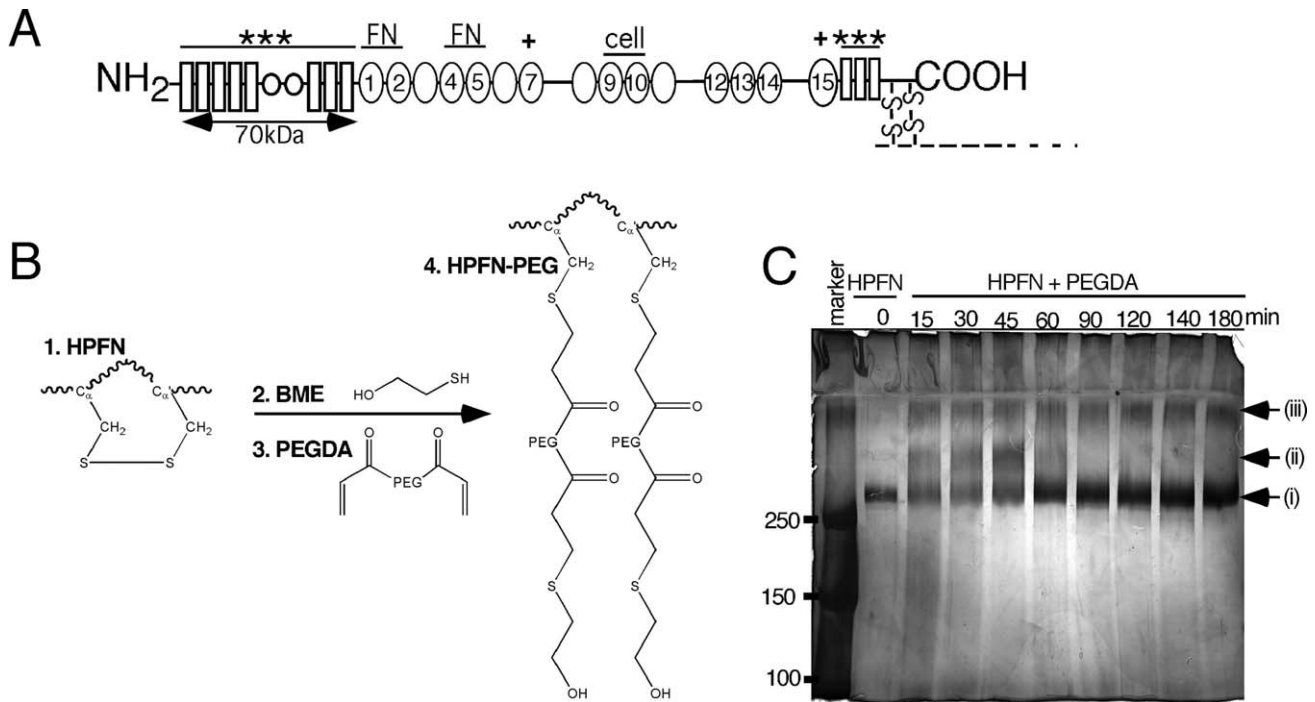 A
*** FN FN + cell +***
NH2 1 2 4 5 7 9 10 12 13 14 15 COOH
70kDa
S S
S S
B
1. HPFN
Cα Cα'
CH2 CH2
S S
2. BME
HO SH
3. PEGDA
O O
PEG
4. HPFN-PEG
Cα Cα'
CH2 CH2
S S
O O
PEG PEG
O O
S S
OH OH
C
marker HPFN HPFN + PEGDA
0 15 30 45 60 90 120 140 180 min
(iii)
(ii)
(i)
250
150
100